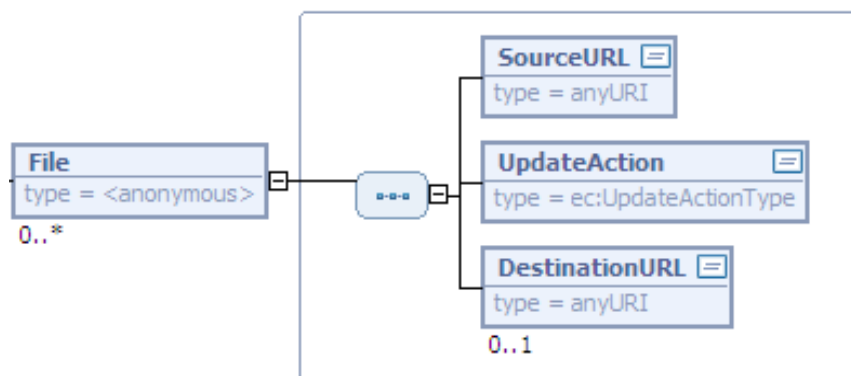 SourceURL
type = anyURI
File
type = <anonymous>
0..*
UpdateAction
type = ec:UpdateActionType
DestinationURL
type = anyURI
0..1